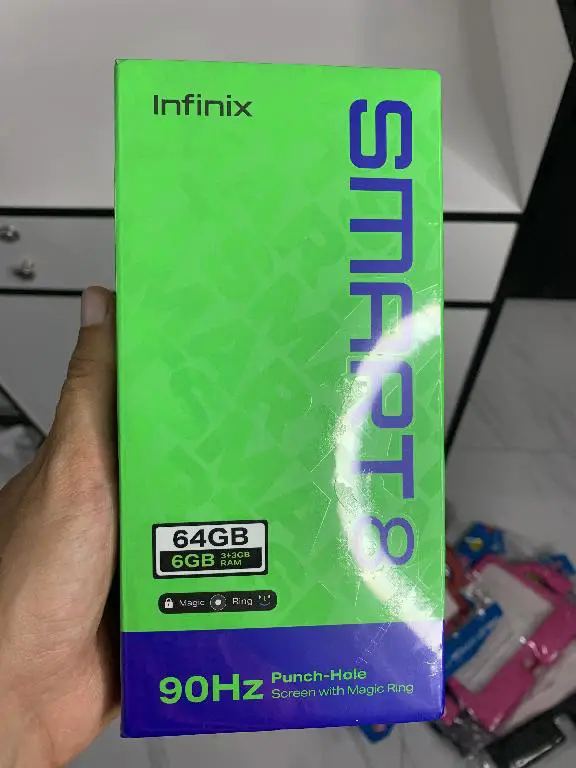 Infinix
SMART 8
64GB
6GB 3+3GB RAM
Magic Ring
90Hz Punch-Hole
Screen with Magic Ring